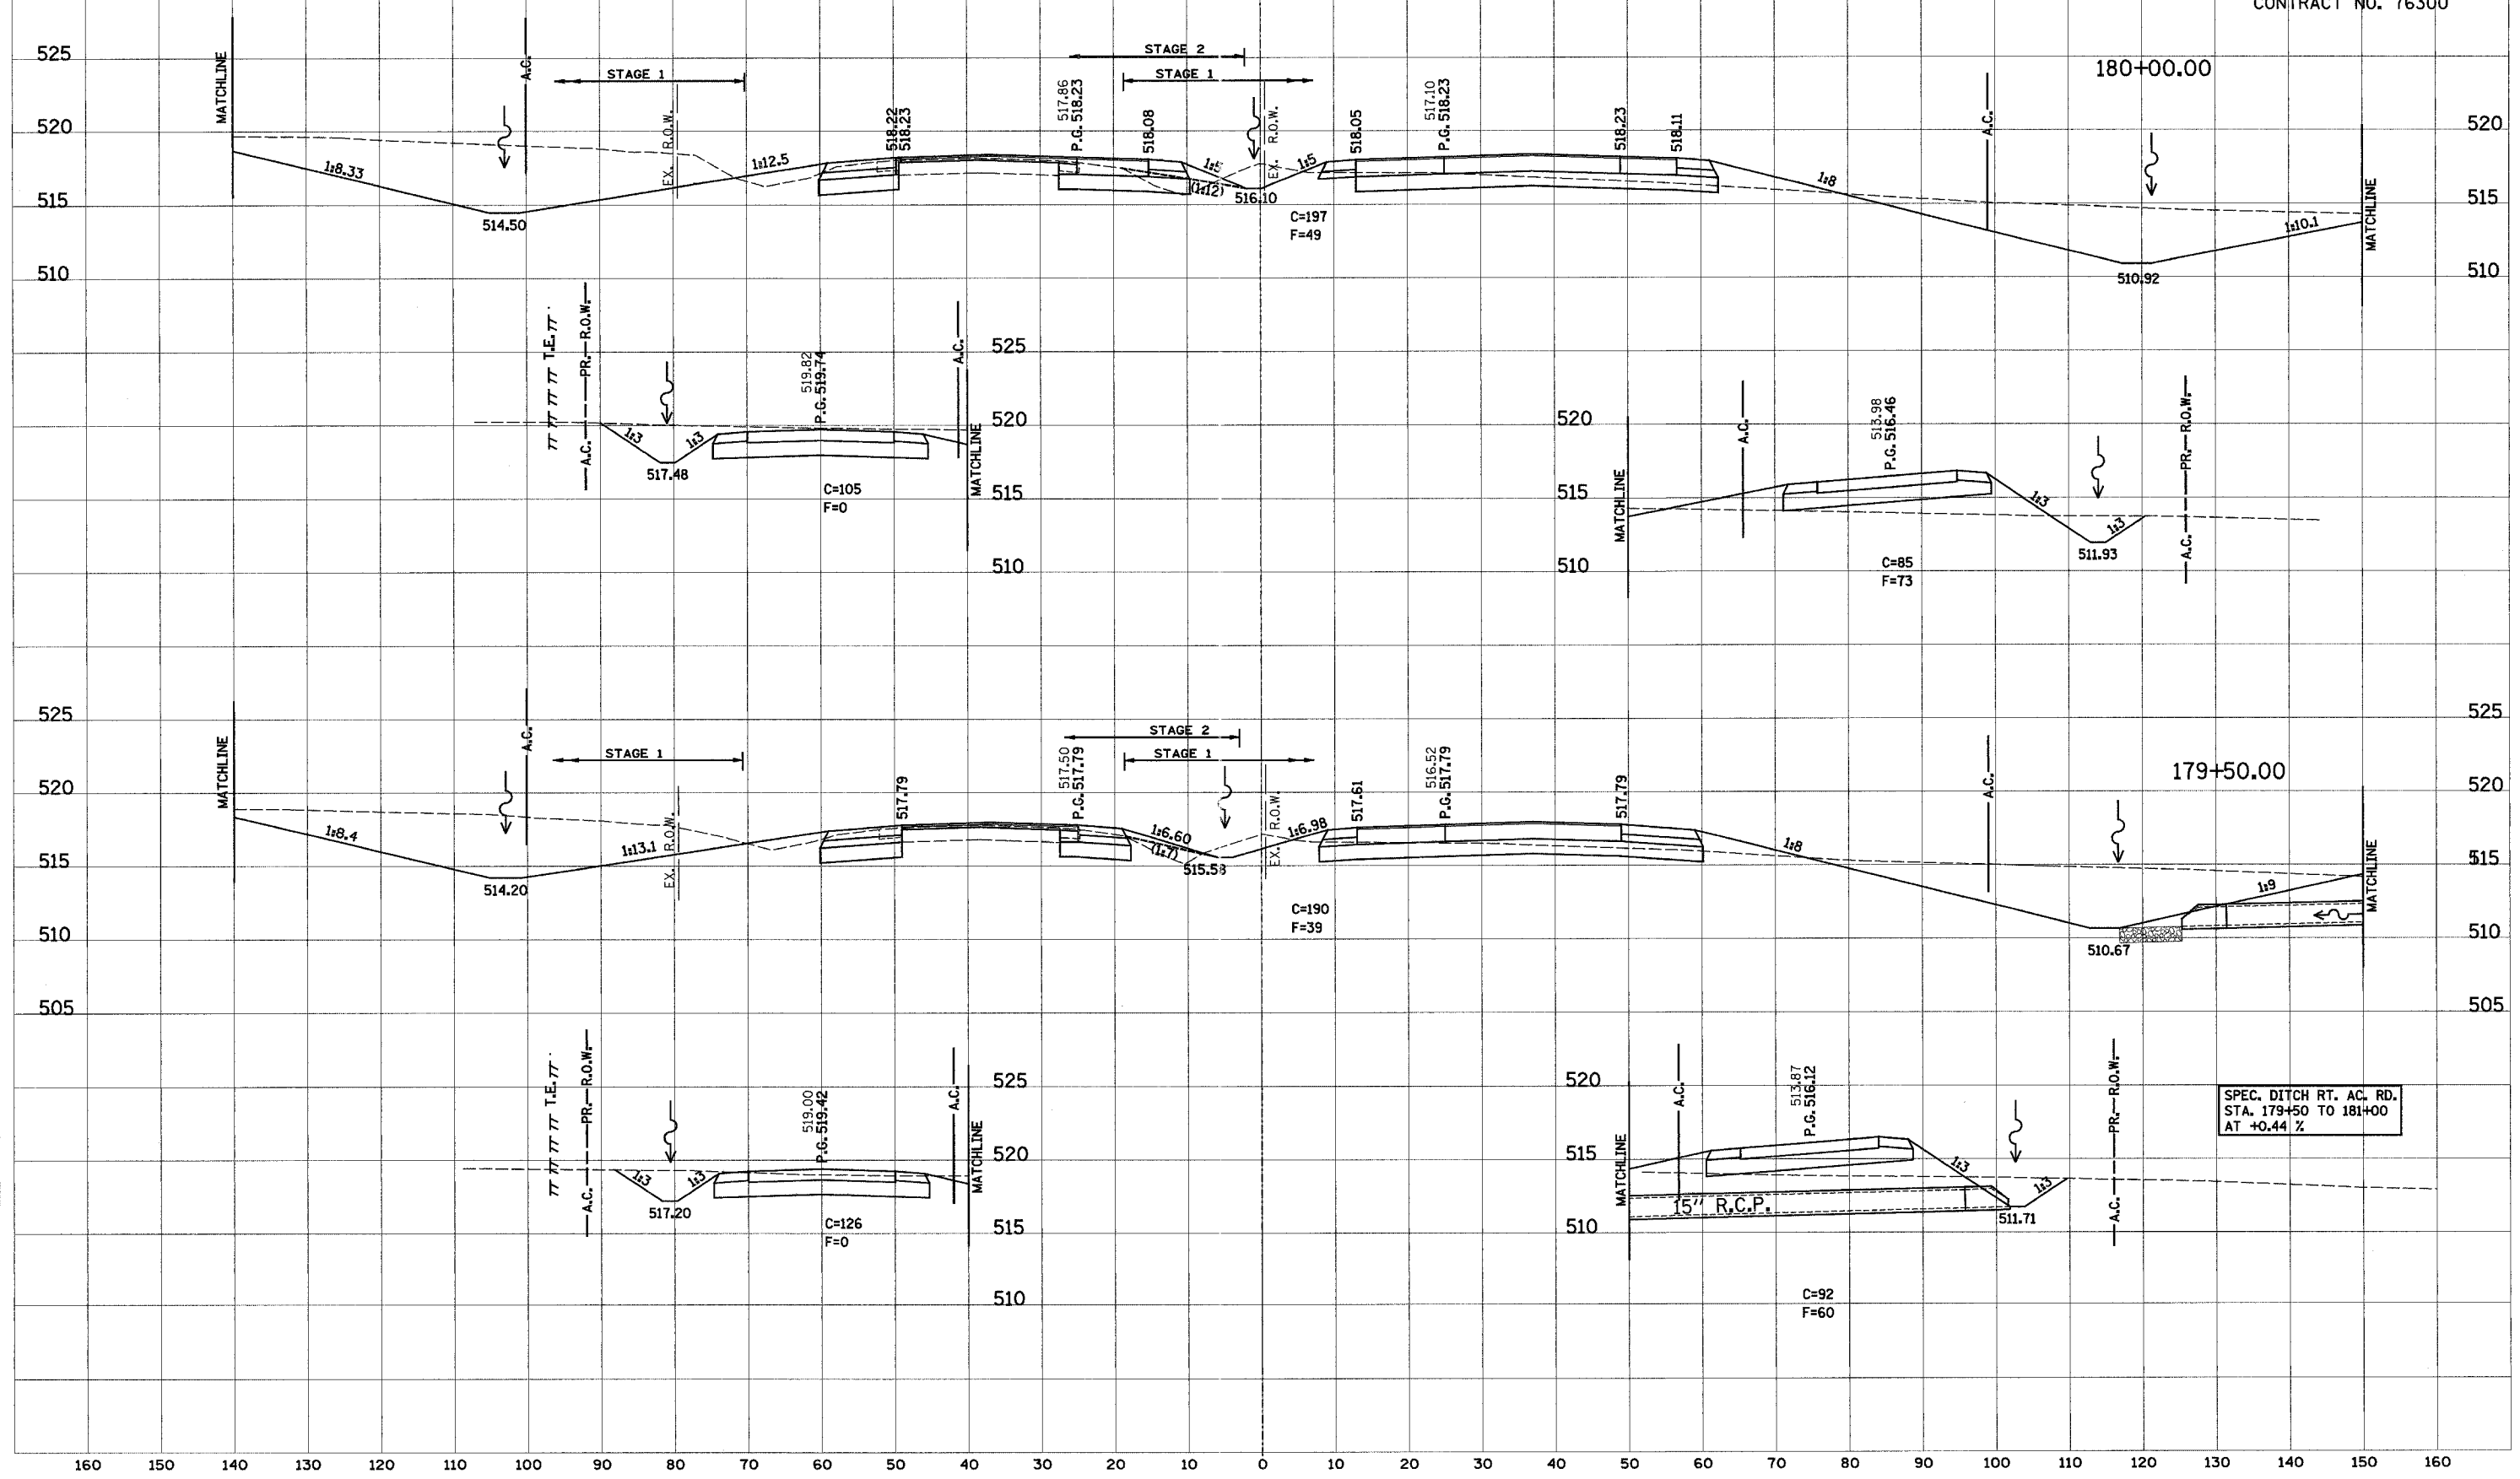 CONTRACT NO. 76300
525
MATCHLINE
A.C.
STAGE 1
STAGE 2
STAGE 1
180+00.00
517.86
P.G. 518.23
517.10
P.G. 518.23
EX. R.O.W.
EX. R.O.W.
518.22
518.23
518.08
518.05
518.23
518.11
A.C.
520
520
1:8.33
1:12.5
1:5
(1:12)
1:5
1:8
1:10.1
MATCHLINE
515
515
514.50
516.10
C=197
F=49
510
510
510.92
T.E.
A.C. PR. R.O.W.
519.82
P.G. 519.74
A.C.
525
520
1:3
1:3
517.48
MATCHLINE
515
C=105
F=0
510
520
A.C.
513.98
P.G. 516.46
A.C. PR. R.O.W.
MATCHLINE
515
1:3
1:3
511.93
510
C=85
F=73
525
525
MATCHLINE
A.C.
STAGE 1
STAGE 2
STAGE 1
179+50.00
517.50
P.G. 517.79
516.52
P.G. 517.79
EX. R.O.W.
EX. R.O.W.
517.79
517.61
517.79
A.C.
520
520
1:8.4
1:13.1
1:6.60
(1:7)
1:6.98
1:8
1:9
MATCHLINE
515
515
514.20
515.58
C=190
F=39
510
510
510.67
505
505
T.E.
A.C. PR. R.O.W.
519.00
P.G. 519.42
A.C.
525
520
1:3
1:3
517.20
MATCHLINE
515
C=126
F=0
510
520
A.C.
513.87
P.G. 516.12
A.C. PR. R.O.W.
SPEC. DITCH RT. AC. RD.
STA. 179+50 TO 181+00
AT +0.44 %
MATCHLINE
515
1:3
1:3
15" R.C.P.
511.71
510
C=92
F=60
160 150 140 130 120 110 100 90 80 70 60 50 40 30 20 10 0 10 20 30 40 50 60 70 80 90 100 110 120 130 140 150 160